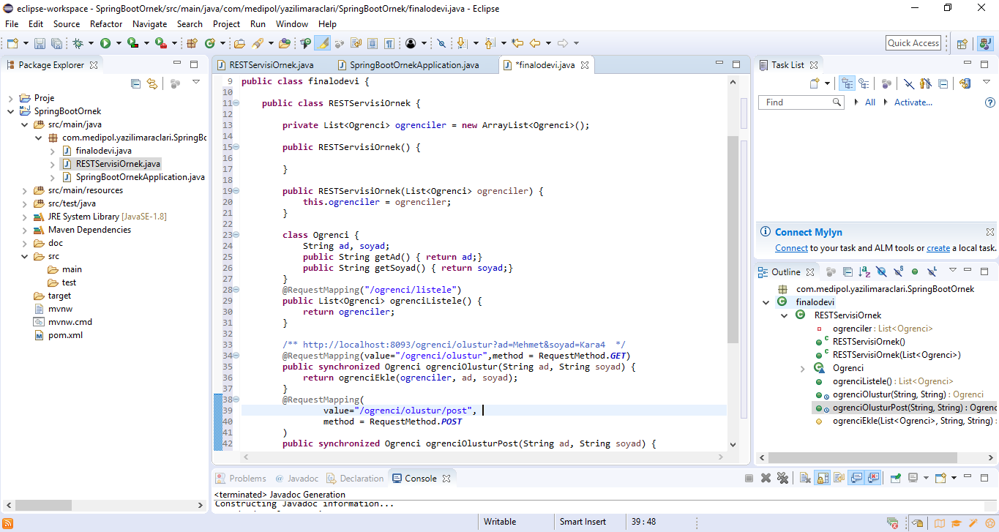 eclipse-workspace - SpringBootOrnek/src/main/java/com/medipol/yazilimaraclari/SpringBootOrnek/finalodevi.java - Eclipse
File Edit Source Refactor Navigate Search Project Run Window Help
Quick Access
Package Explorer
Proje
SpringBootOrnek
src/main/java
com.medipol.yazilimaraclari.SpringBo
finalodevi.java
RESTServisiOrnek.java
SpringBootOrnekApplication.java
src/main/resources
src/test/java
JRE System Library [JavaSE-1.8]
Maven Dependencies
doc
src
main
test
target
mvnw
mvnw.cmd
pom.xml
RESTServisiOrnek.java SpringBootOrnekApplication.java *finalodevi.java
9 public class finalodevi {
10
11 public class RESTServisiOrnek {
12
13 private List<Ogrenci> ogrenciler = new ArrayList<Ogrenci>();
14
15 public RESTServisiOrnek() {
16
17 }
18
19 public RESTServisiOrnek(List<Ogrenci> ogrenciler) {
20 this.ogrenciler = ogrenciler;
21 }
22
23 class Ogrenci {
24 String ad, soyad;
25 public String getAd() { return ad;}
26 public String getSoyad() { return soyad;}
27 }
28 @RequestMapping("/ogrenci/listele")
29 public List<Ogrenci> ogrenciListele() {
30 return ogrenciler;
31 }
32
33 /** http://localhost:8093/ogrenci/olustur?ad=Mehmet&soyad=Kara4 */
34 @RequestMapping(value="/ogrenci/olustur",method = RequestMethod.GET)
35 public synchronized Ogrenci ogrenciOlustur(String ad, String soyad) {
36 return ogrenciEkle(ogrenciler, ad, soyad);
37 }
38 @RequestMapping(
39 value="/ogrenci/olustur/post",
40 method = RequestMethod.POST
41 )
42 public synchronized Ogrenci ogrenciOlusturPost(String ad, String soyad) {
Task List
Find All Activate...
Connect Mylyn
Connect to your task and ALM tools or create a local task.
Outline
com.medipol.yazilimaraclari.SpringBootOrnek
finalodevi
RESTServisiOrnek
ogrenciler : List<Ogrenci>
RESTServisiOrnek()
RESTServisiOrnek(List<Ogrenci>)
Ogrenci
ogrenciListele() : List<Ogrenci>
ogrenciOlustur(String, String) : Ogrenci
ogrenciOlusturPost(String, String) : Ogrenc
ogrenciEkle(List<Ogrenci>, String, String) :
Problems @ Javadoc Declaration Console
<terminated> Javadoc Generation
Constructing Javadoc information...
Writable Smart Insert 39 : 48